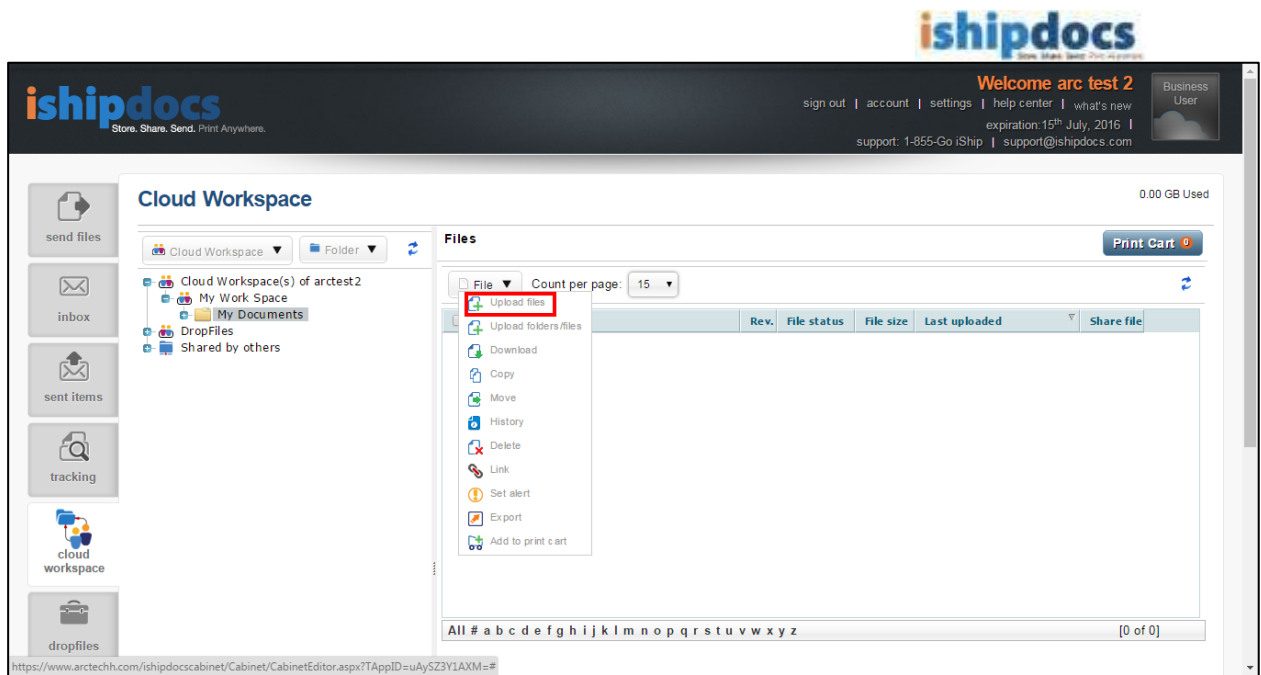 ishipdocs
ishipdocs
Store. Share. Send. Print Anywhere.
Welcome arc test 2
sign out | account | settings | help center | what's new
expiration:15th July, 2016 |
support: 1-855-Go iShip | support@ishipdocs.com
Business
User
send files
inbox
sent items
tracking
cloud
workspace
dropfiles
Cloud Workspace
0.00 GB Used
Cloud Workspace ▼
Folder ▼
Cloud Workspace(s) of arctest2
My Work Space
My Documents
DropFiles
Shared by others
Files
Print Cart 0
File ▼ Count per page: 15
Rev. File status File size Last uploaded Share file
Upload files
Upload folders/files
Download
Copy
Move
History
Delete
Link
Set alert
Export
Add to print cart
All # a b c d e f g h i j k l m n o p q r s t u v w x y z [0 of 0]
https://www.arctechh.com/ishipdocscabinet/Cabinet/CabinetEditor.aspx?TAppID=uAySZ3Y1AXM=#